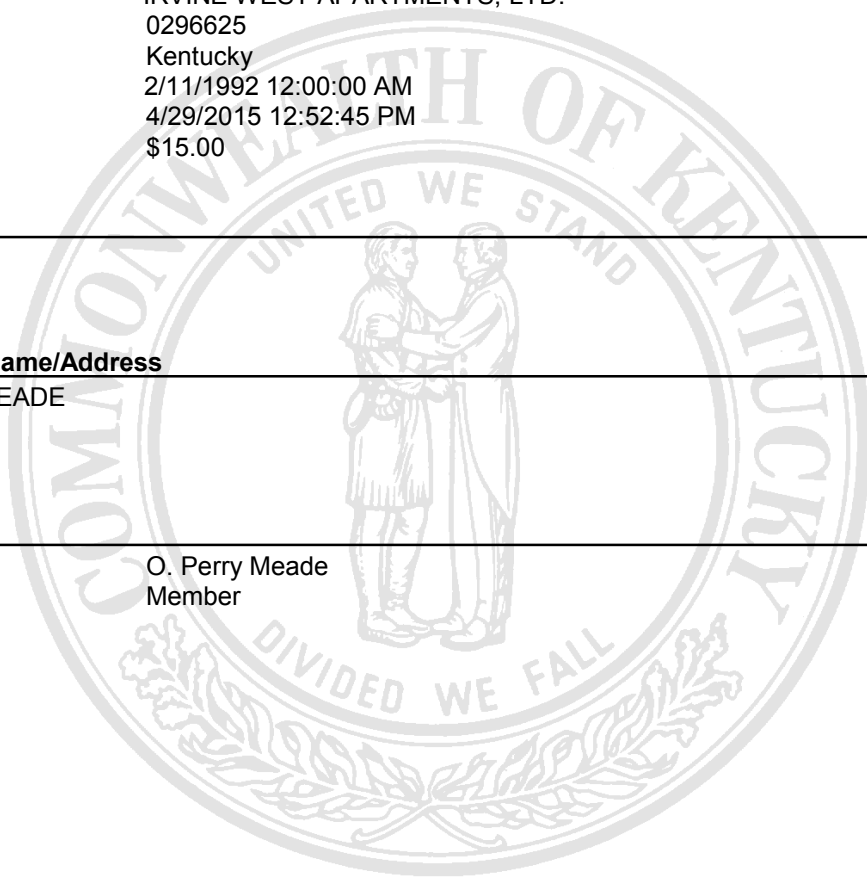 IRVINE WEST APARTMENTS, LTD.
0296625
Kentucky
2/11/1992 12:00:00 AM
4/29/2015 12:52:45 PM
$15.00
COMMONWEALTH OF KENTUCKY
UNITED WE STAND
ame/Address
EADE
O. Perry Meade
Member
DIVIDED WE FALL